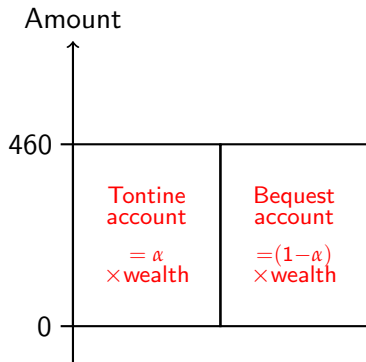 Amount
460
Tontine
account
= α
×wealth
Bequest
account
=(1−α)
×wealth
0